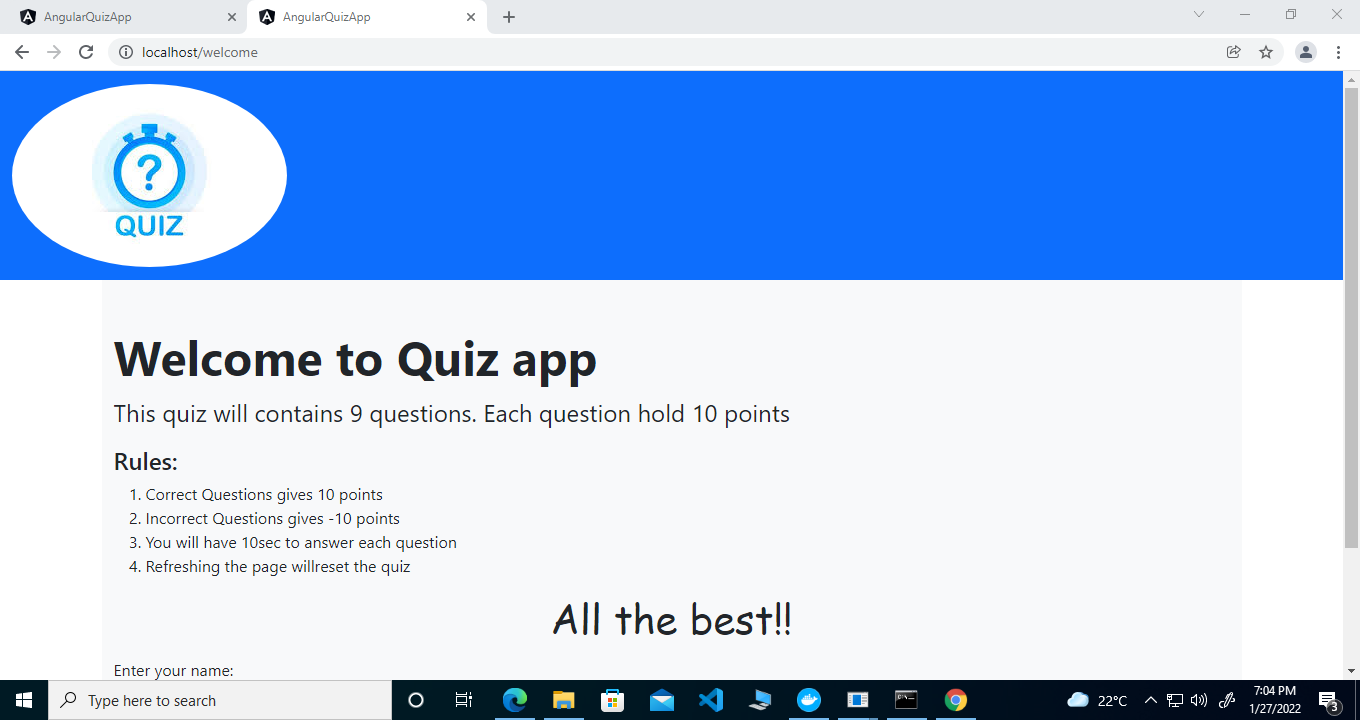 AngularQuizApp
AngularQuizApp
localhost/welcome
?
QUIZ
Welcome to Quiz app
This quiz will contains 9 questions. Each question hold 10 points
Rules:
1. Correct Questions gives 10 points
2. Incorrect Questions gives -10 points
3. You will have 10sec to answer each question
4. Refreshing the page willreset the quiz
All the best!!
Enter your name:
Type here to search
22°C
7:04 PM
1/27/2022
3